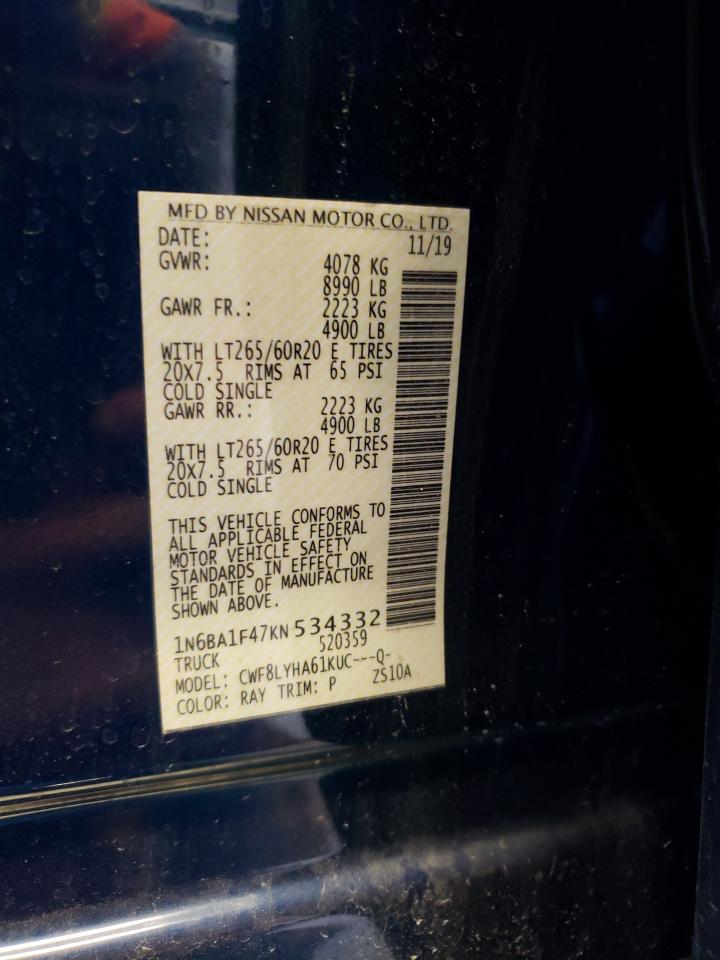 MFD BY NISSAN MOTOR CO., LTD.
DATE: 11/19
GVWR: 4078 KG
8990 LB
GAWR FR.: 2223 KG
4900 LB
WITH LT265/60R20 E TIRES
20X7.5 RIMS AT 65 PSI
COLD SINGLE
GAWR RR.: 2223 KG
4900 LB
WITH LT265/60R20 E TIRES
20X7.5 RIMS AT 70 PSI
COLD SINGLE
THIS VEHICLE CONFORMS TO
ALL APPLICABLE FEDERAL
MOTOR VEHICLE SAFETY
STANDARDS IN EFFECT ON
THE DATE OF MANUFACTURE
SHOWN ABOVE.
1N6BA1F47KN534332
TRUCK 520359
MODEL: CWF8LYHA61KUC---Q-
COLOR: RAY TRIM: P ZS10A